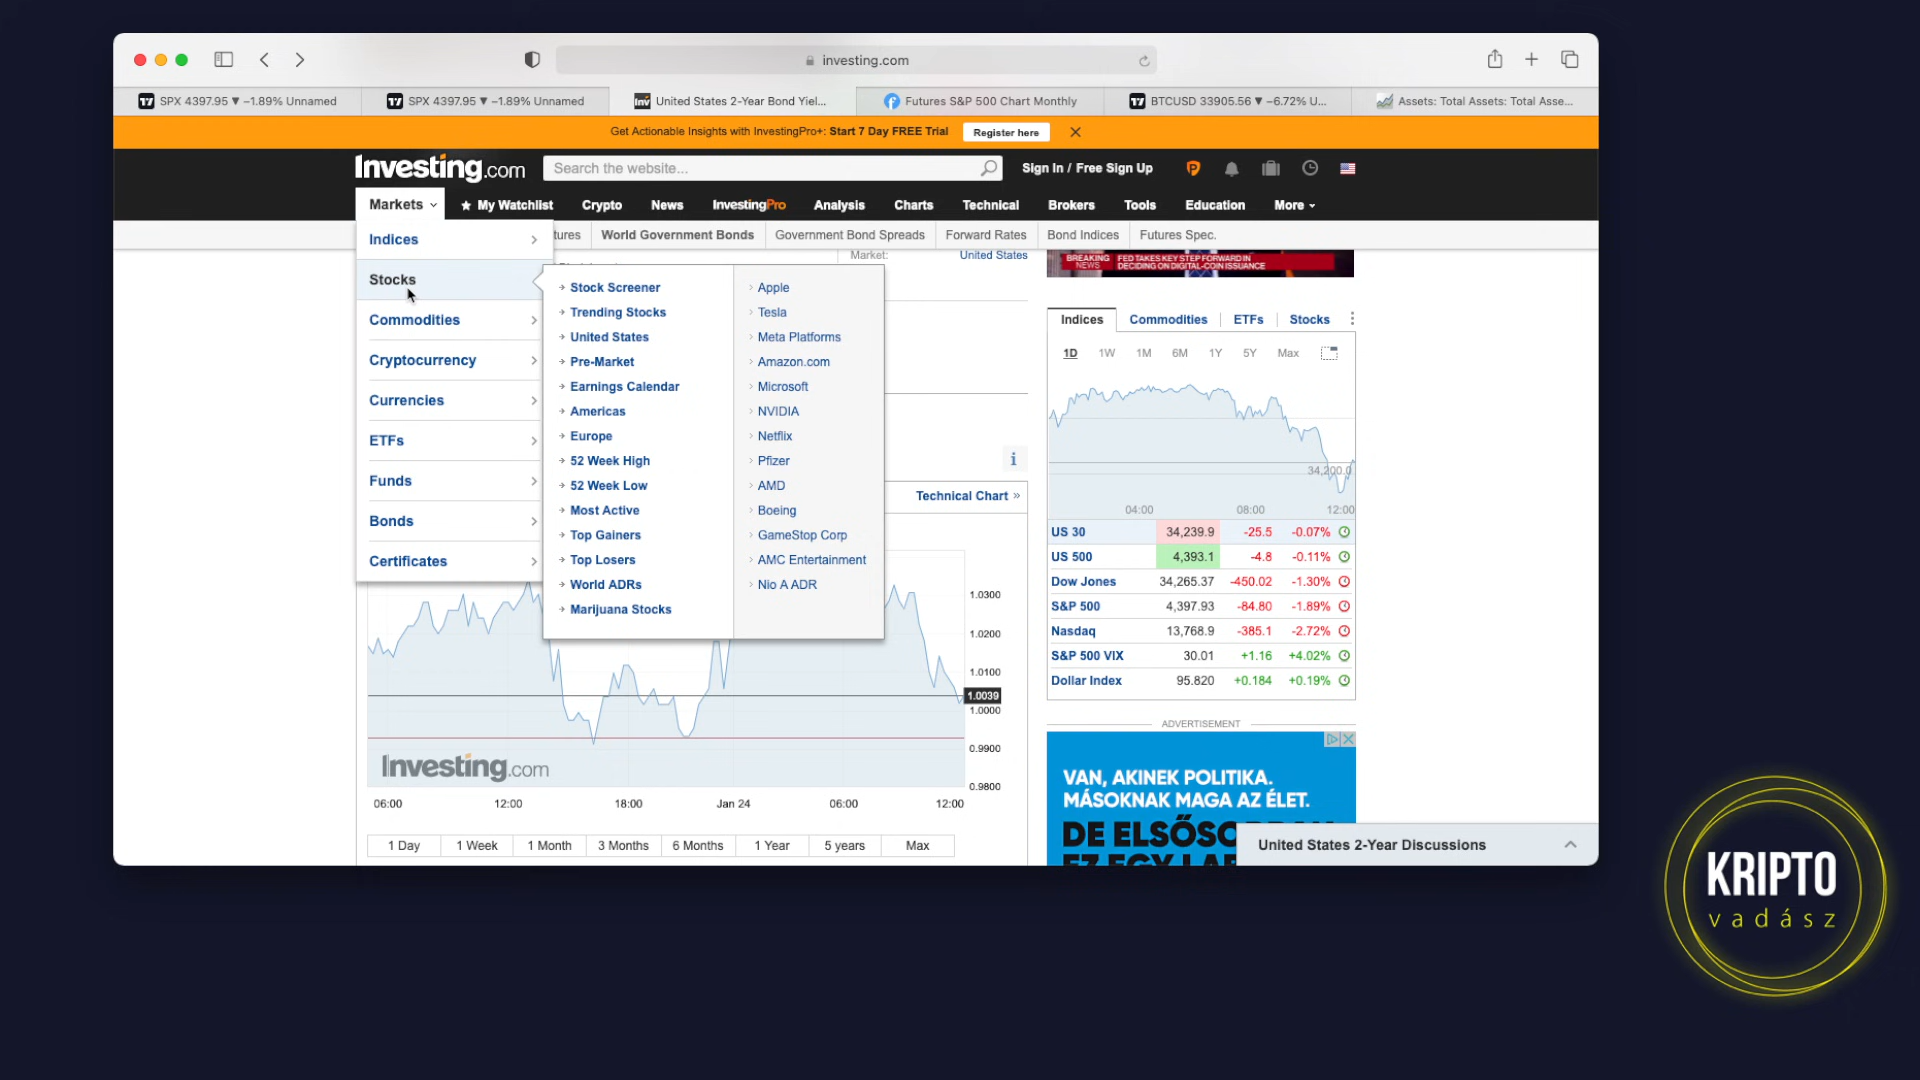 investing.com
SPX 4397.95 ▼ −1.89% Unnamed
SPX 4397.95 ▼ −1.89% Unnamed
United States 2-Year Bond Yiel...
Futures S&P 500 Chart Monthly
BTCUSD 33905.56 ▼ −6.72% U...
Assets: Total Assets: Total Asse...
Get Actionable Insights with InvestingPro+: Start 7 Day FREE Trial
Register here
Investing.com
Search the website...
Sign In / Free Sign Up
Markets
My Watchlist
Crypto
News
InvestingPro
Analysis
Charts
Technical
Brokers
Tools
Education
More
tures
World Government Bonds
Government Bond Spreads
Forward Rates
Bond Indices
Futures Spec.
Indices
Stocks
Commodities
Cryptocurrency
Currencies
ETFs
Funds
Bonds
Certificates
Stock Screener
Trending Stocks
United States
Pre-Market
Earnings Calendar
Americas
Europe
52 Week High
52 Week Low
Most Active
Top Gainers
Top Losers
World ADRs
Marijuana Stocks
Apple
Tesla
Meta Platforms
Amazon.com
Microsoft
NVIDIA
Netflix
Pfizer
AMD
Boeing
GameStop Corp
AMC Entertainment
Nio A ADR
Market:
United States
Technical Chart »
1.0300
1.0200
1.0100
1.0039
1.0000
0.9900
0.9800
Investing.com
06:00 12:00 18:00 Jan 24 06:00 12:00
1 Day
1 Week
1 Month
3 Months
6 Months
1 Year
5 years
Max
BREAKING NEWS
FED TAKES KEY STEP FORWARD IN
DECIDING ON DIGITAL-COIN ISSUANCE
Indices
Commodities
ETFs
Stocks
1D 1W 1M 6M 1Y 5Y Max
34,200.0
04:00 08:00 12:00
US 30 34,239.9 -25.5 -0.07%
US 500 4,393.1 -4.8 -0.11%
Dow Jones 34,265.37 -450.02 -1.30%
S&P 500 4,397.93 -84.80 -1.89%
Nasdaq 13,768.9 -385.1 -2.72%
S&P 500 VIX 30.01 +1.16 +4.02%
Dollar Index 95.820 +0.184 +0.19%
ADVERTISEMENT
VAN, AKINEK POLITIKA.
MÁSOKNAK MAGA AZ ÉLET.
United States 2-Year Discussions
KRIPTO
vadász